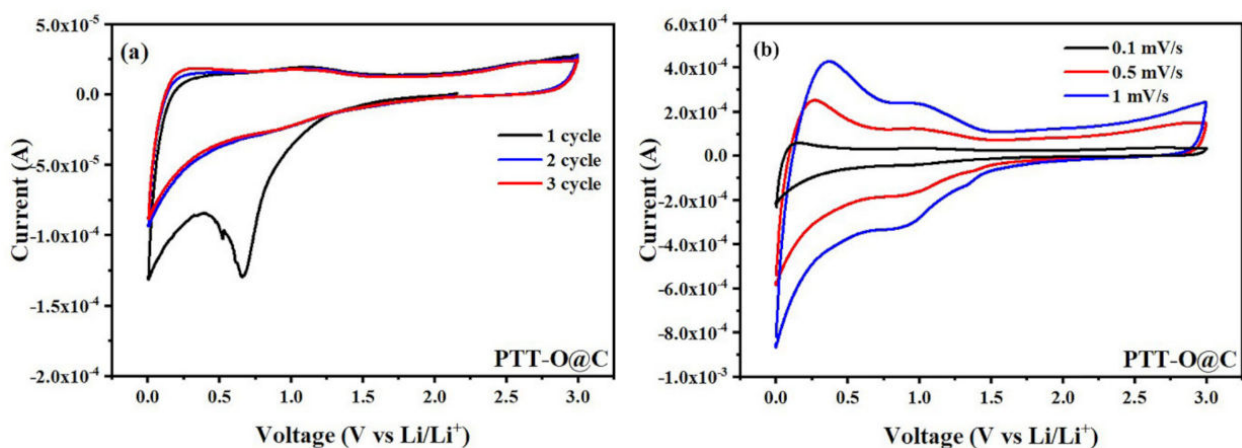 (a)
5.0x10⁻⁵
0.0
-5.0x10⁻⁵
-1.0x10⁻⁴
-1.5x10⁻⁴
-2.0x10⁻⁴
Current (A)
1 cycle
2 cycle
3 cycle
PTT-O@C
0.0 0.5 1.0 1.5 2.0 2.5 3.0
Voltage (V vs Li/Li⁺)
(b)
6.0x10⁻⁴
4.0x10⁻⁴
2.0x10⁻⁴
0.0
-2.0x10⁻⁴
-4.0x10⁻⁴
-6.0x10⁻⁴
-8.0x10⁻⁴
-1.0x10⁻³
Current (A)
0.1 mV/s
0.5 mV/s
1 mV/s
PTT-O@C
0.0 0.5 1.0 1.5 2.0 2.5 3.0
Voltage (V vs Li/Li⁺)